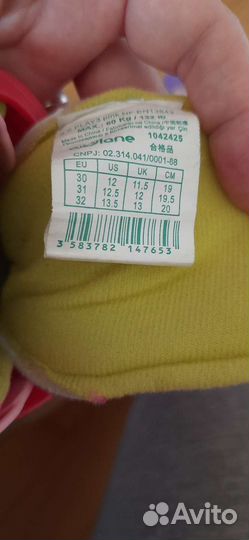 MAX.: 60 Kg / 132 lb
Made in China /
oxylane 1042425
CNPJ: 02.314.041/0001-68 合格品
EU US UK CM
30 12 11.5 19
31 12.5 12 19.5
32 13.5 13 20
3 583782 147653
Avito